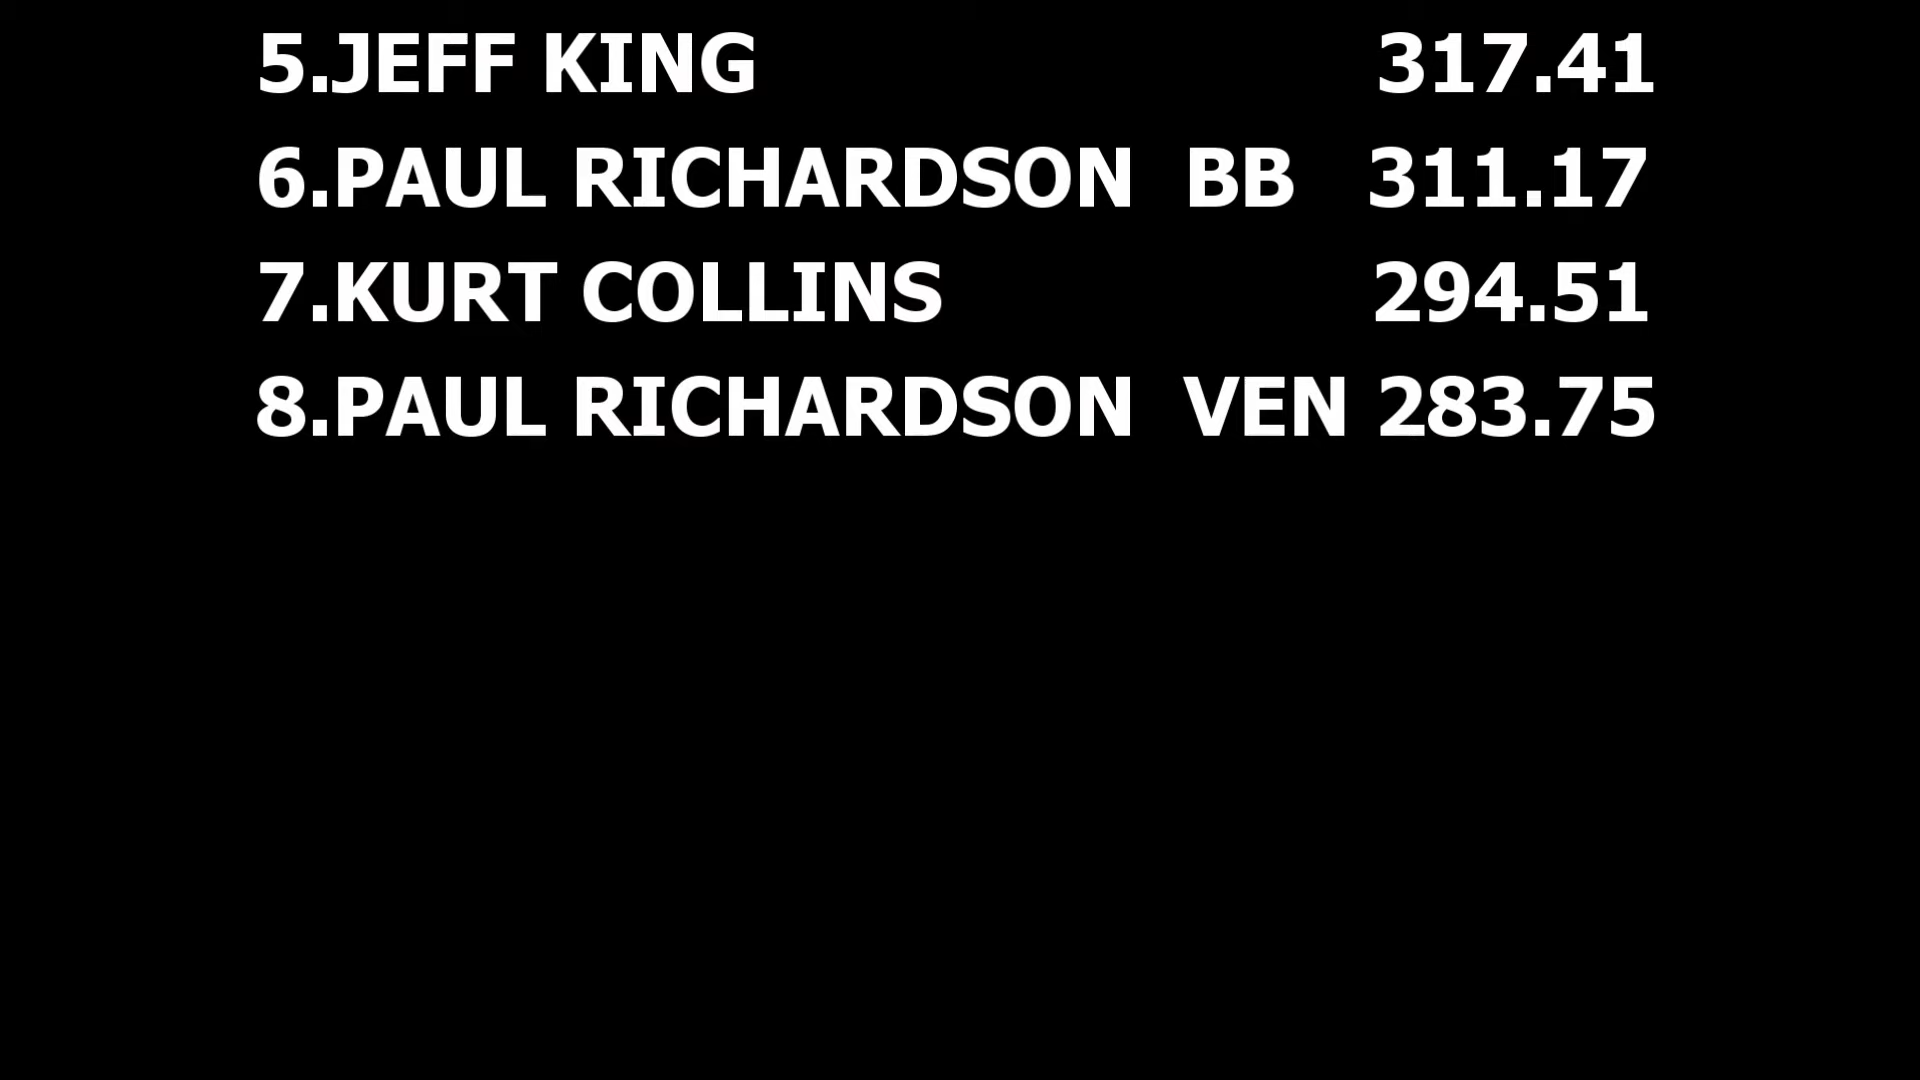 5.JEFF KING 317.41
6.PAUL RICHARDSON BB 311.17
7.KURT COLLINS 294.51
8.PAUL RICHARDSON VEN 283.75